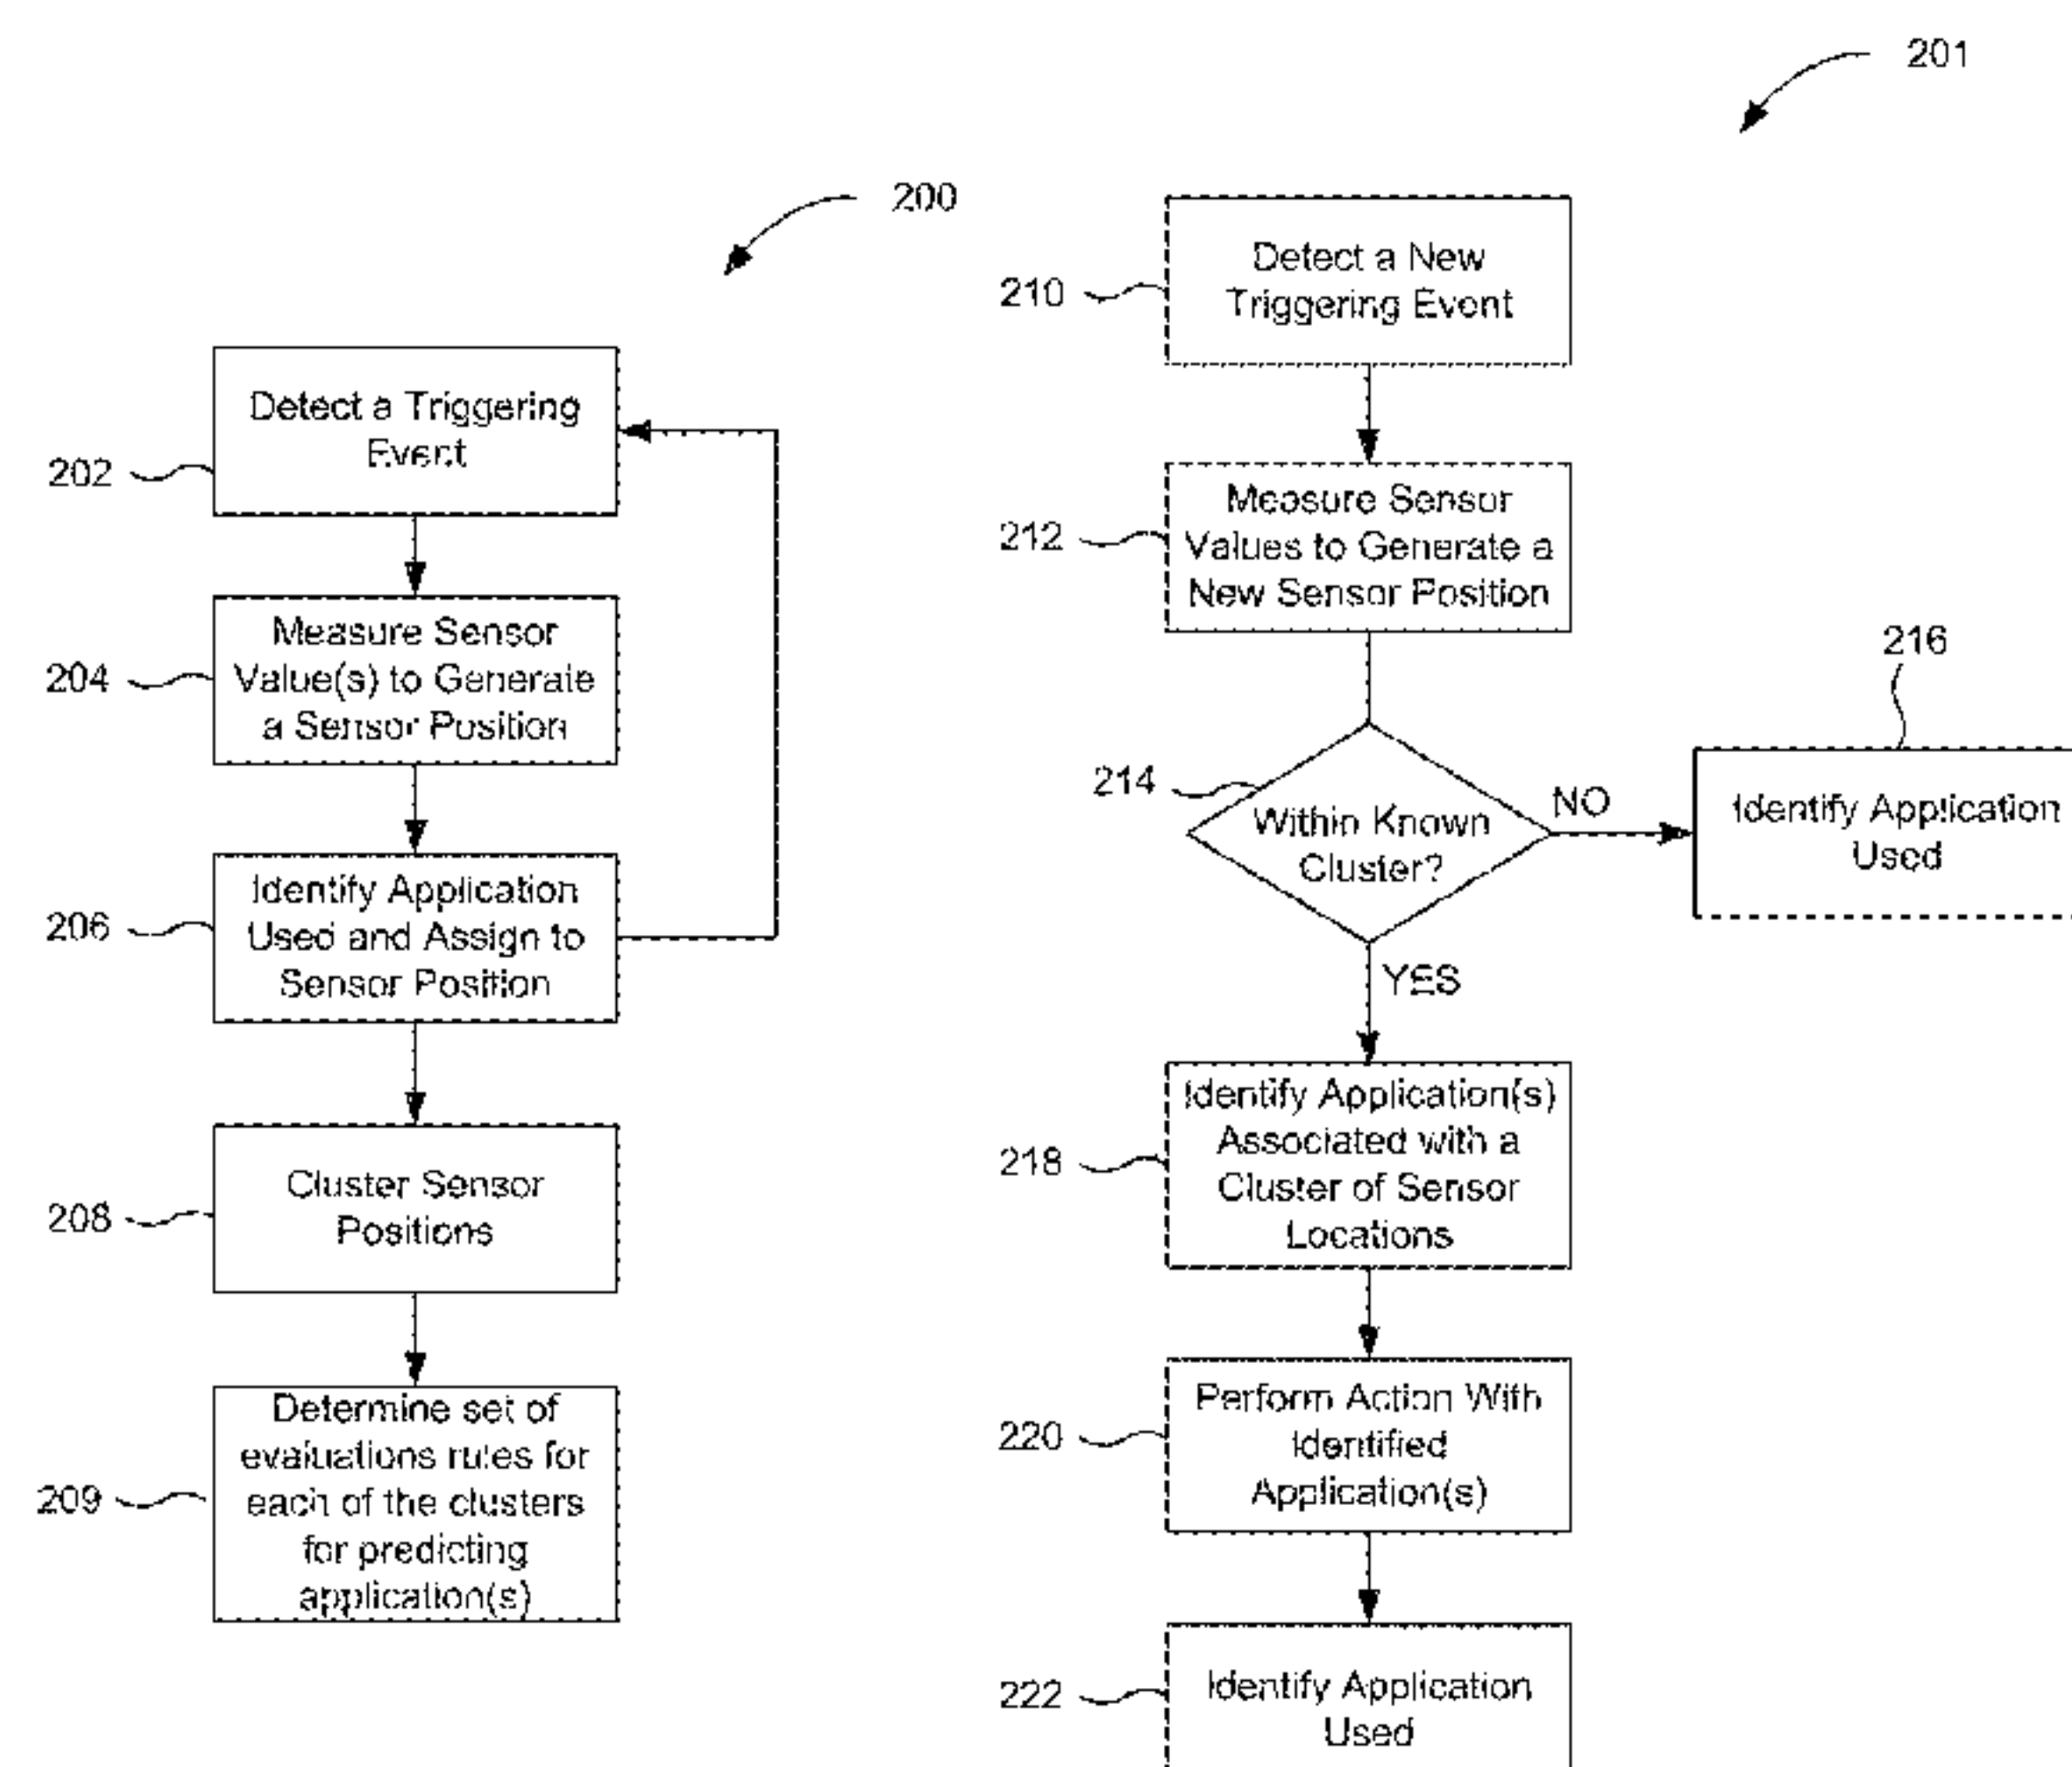 200
202
Detect a Triggering
Event
204
Measure Sensor
Value(s) to Generate
a Sensor Position
206
Identify Application
Used and Assign to
Sensor Position
208
Cluster Sensor
Positions
209
Determine set of
evaluations rules for
each of the clusters
for predicting
application(s)
201
210
Detect a New
Triggering Event
212
Measure Sensor
Values to Generate a
New Sensor Position
214
Within Known
Cluster?
NO
216
Identify Application
Used
YES
218
Identify Application(s)
Associated with a
Cluster of Sensor
Locations
220
Perform Action With
Identified
Application(s)
222
Identify Application
Used